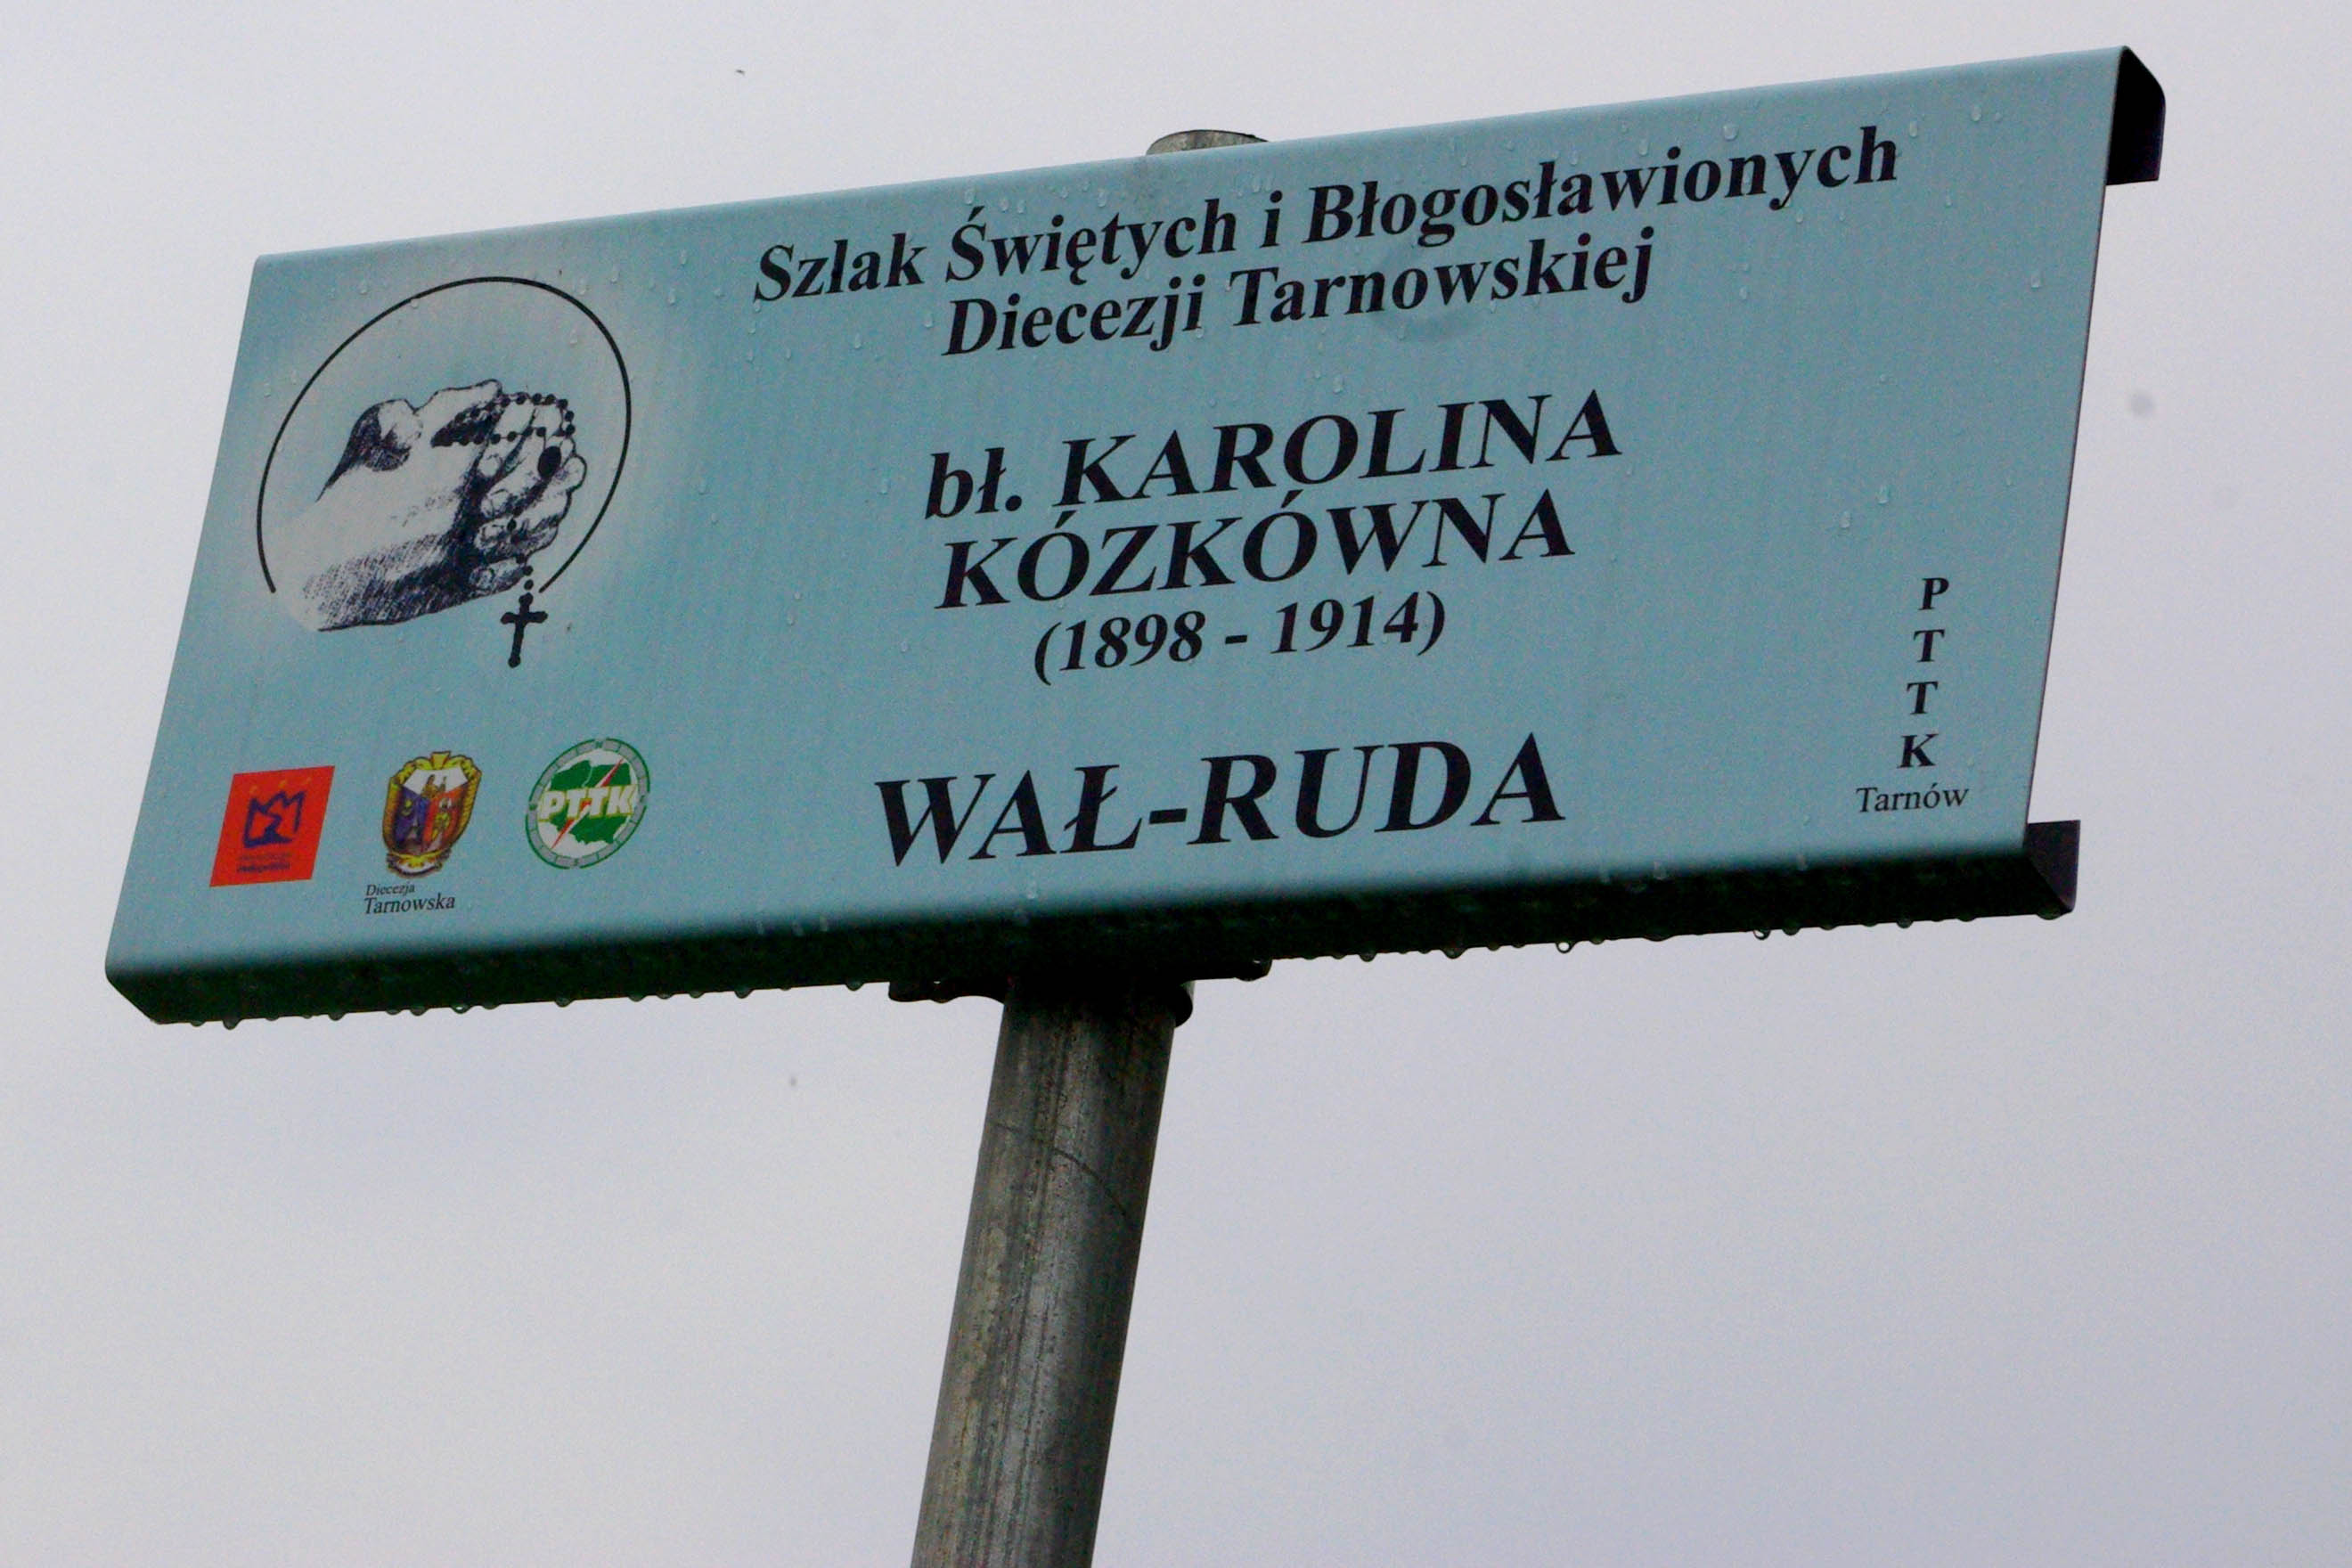 Szlak Świętych i Błogosławionych
Diecezji Tarnowskiej
bł. KAROLINA
KÓZKÓWNA
(1898 - 1914)
WAŁ-RUDA
P
T
T
K
Tarnów
Diecezja
Tarnowska
PTTK